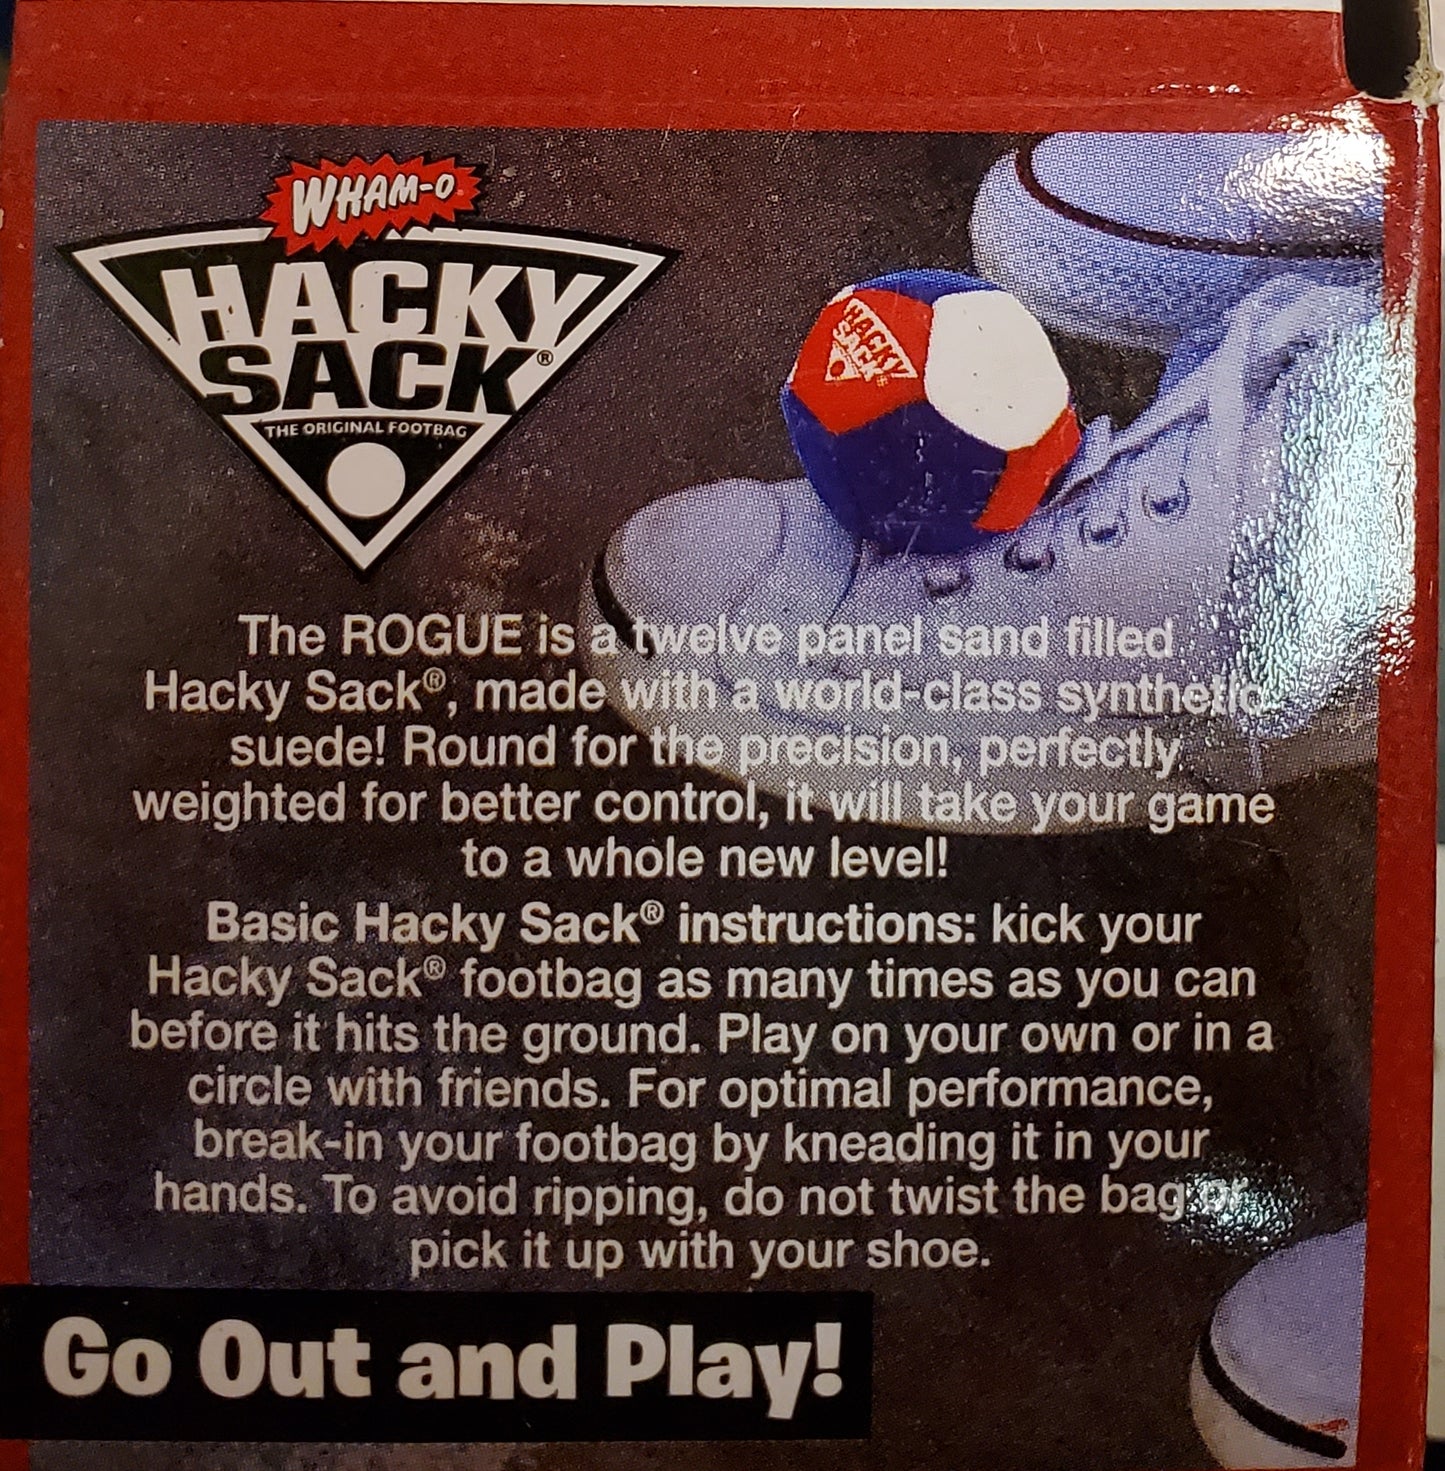 WHAM-O
HACKY
SACK®
THE ORIGINAL FOOTBAG
HACKY
SACK
The ROGUE is a twelve panel sand filled
Hacky Sack®, made with a world-class synthetic
suede! Round for the precision, perfectly
weighted for better control, it will take your game
to a whole new level!
Basic Hacky Sack® instructions: kick your
Hacky Sack® footbag as many times as you can
before it hits the ground. Play on your own or in a
circle with friends. For optimal performance,
break-in your footbag by kneading it in your
hands. To avoid ripping, do not twist the bag or
pick it up with your shoe.
Go Out and Play!